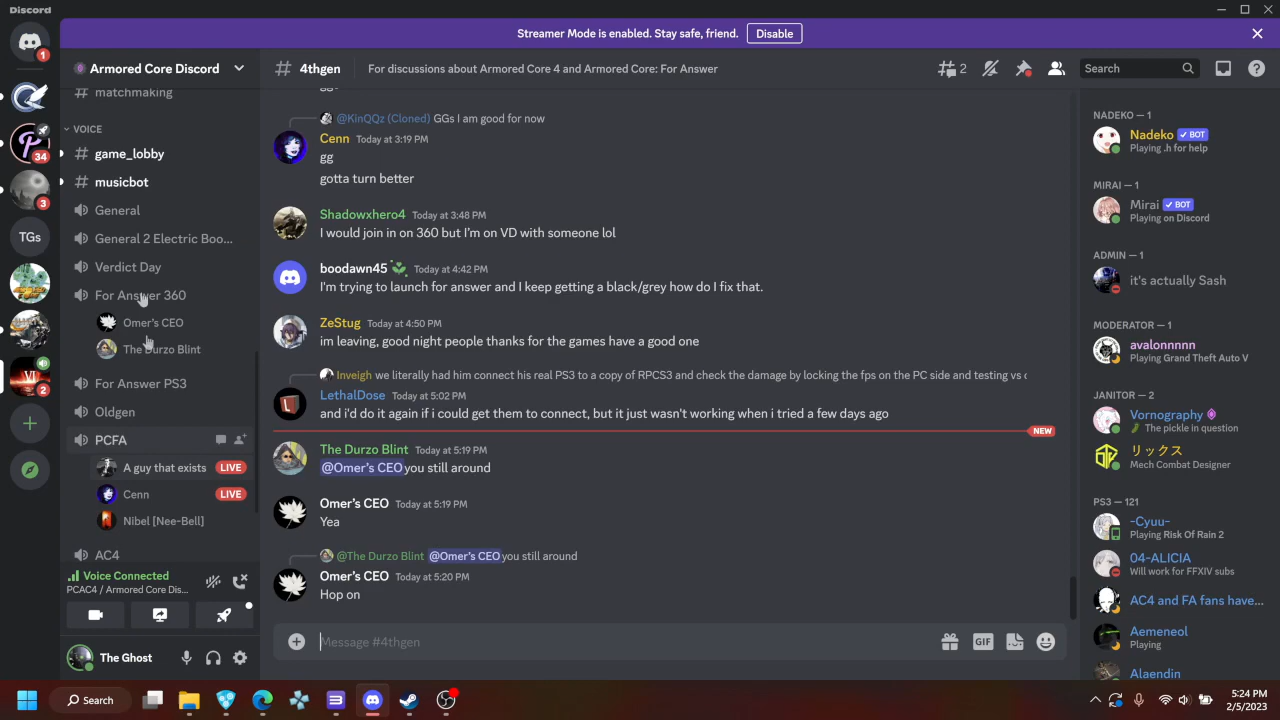 Discord
Streamer Mode is enabled. Stay safe, friend.
Disable
1
34
3
TGs
2
Armored Core Discord
matchmaking
VOICE
game_lobby
musicbot
General
General 2 Electric Boo...
Verdict Day
For Answer 360
Omer's CEO
The Durzo Blint
For Answer PS3
Oldgen
PCFA
A guy that exists LIVE
Cenn LIVE
Nibel [Nee-Bell]
AC4
Voice Connected
PCAC4 / Armored Core Dis...
The Ghost
# 4thgen
For discussions about Armored Core 4 and Armored Core: For Answer
2
Search
@KinQQz (Cloned) GGs I am good for now
Cenn Today at 3:19 PM
gg
gotta turn better
Shadowxhero4 Today at 3:48 PM
I would join in on 360 but I'm on VD with someone lol
boodawn45 Today at 4:42 PM
I'm trying to launch for answer and I keep getting a black/grey how do I fix that.
ZeStug Today at 4:50 PM
im leaving, good night people thanks for the games have a good one
Inveigh we literally had him connect his real PS3 to a copy of RPCS3 and check the damage by locking the fps on the PC side and testing vs c
LethalDose Today at 5:02 PM
and i'd do it again if i could get them to connect, but it just wasn't working when i tried a few days ago
NEW
The Durzo Blint Today at 5:19 PM
@Omer's CEO you still around
Omer's CEO Today at 5:19 PM
Yea
@The Durzo Blint @Omer's CEO you still around
Omer's CEO Today at 5:20 PM
Hop on
Message #4thgen
GIF
NADEKO — 1
Nadeko BOT
Playing .h for help
MIRAI — 1
Mirai BOT
Playing on Discord
ADMIN — 1
it's actually Sash
MODERATOR — 1
avalonnnnn
Playing Grand Theft Auto V
JANITOR — 2
Vornography
The pickle in question
リックス
Mech Combat Designer
PS3 — 121
-Cyuu-
Playing Risk Of Rain 2
04-ALICIA
Will work for FFXIV subs
AC4 and FA fans have...
Aemeneol
Playing
Alaendin
Search
5:24 PM
2/5/2023